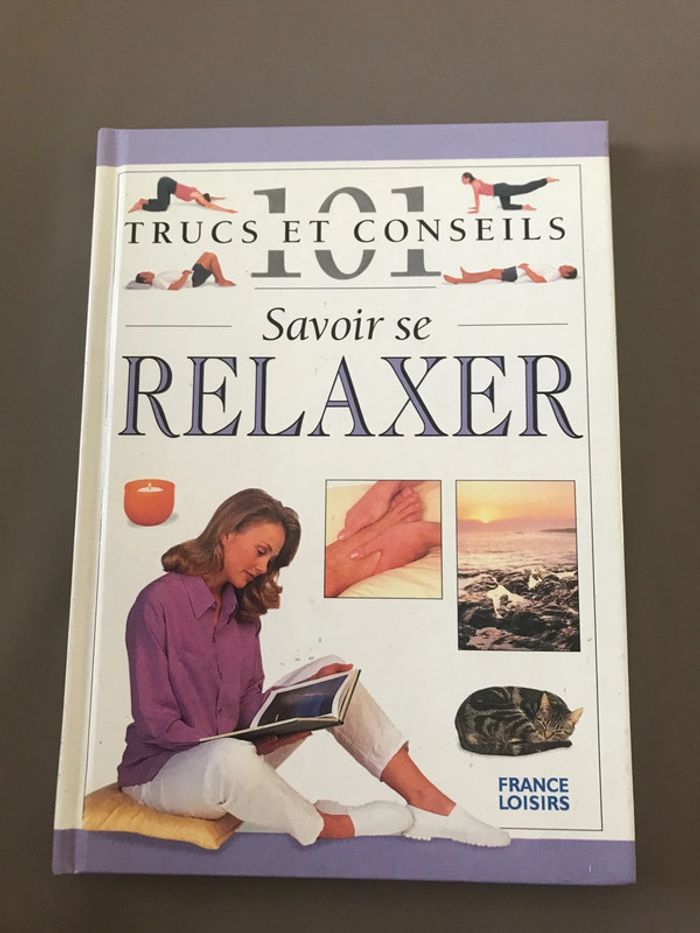 101
TRUCS ET CONSEILS
Savoir se
RELAXER
FRANCE
LOISIRS